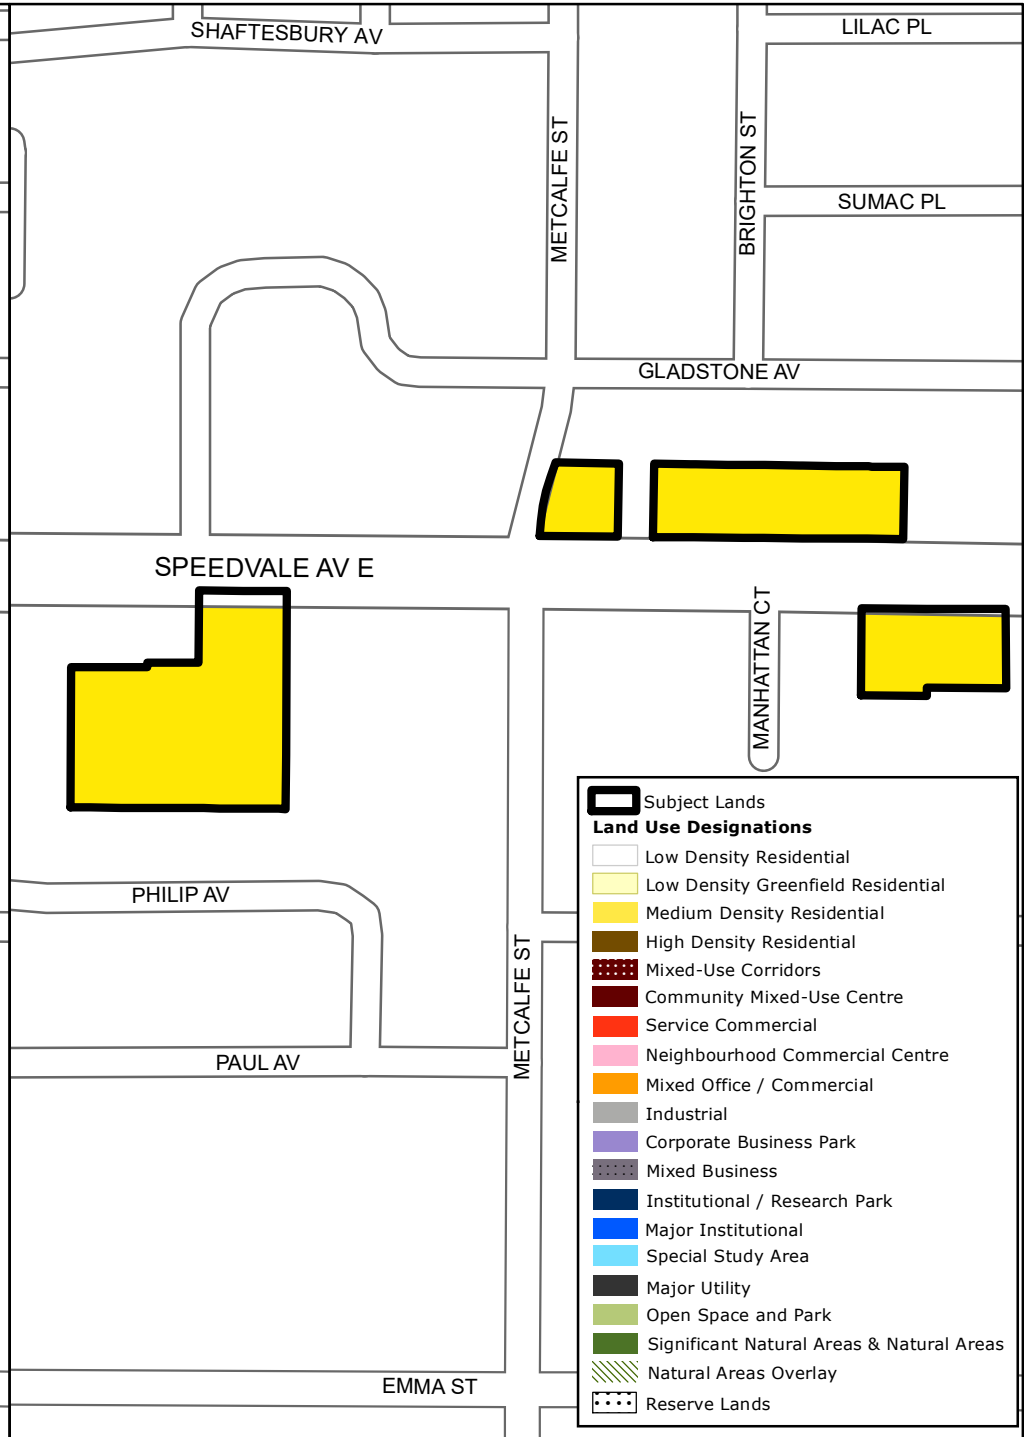 SHAFTESBURY AV
LILAC PL
METCALFE ST
BRIGHTON ST
SUMAC PL
GLADSTONE AV
SPEEDVALE AV E
MANHATTAN CT
PHILIP AV
METCALFE ST
PAUL AV
EMMA ST
Subject Lands
Land Use Designations
Low Density Residential
Low Density Greenfield Residential
Medium Density Residential
High Density Residential
Mixed-Use Corridors
Community Mixed-Use Centre
Service Commercial
Neighbourhood Commercial Centre
Mixed Office / Commercial
Industrial
Corporate Business Park
Mixed Business
Institutional / Research Park
Major Institutional
Special Study Area
Major Utility
Open Space and Park
Significant Natural Areas & Natural Areas
Natural Areas Overlay
Reserve Lands